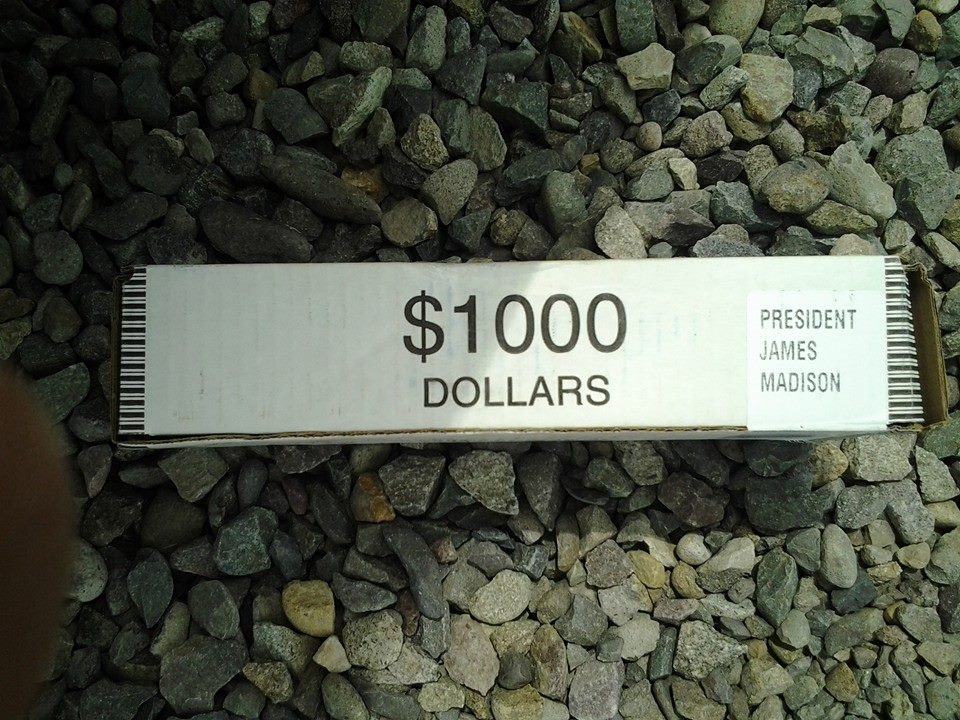 $1000
DOLLARS
PRESIDENT
JAMES
MADISON